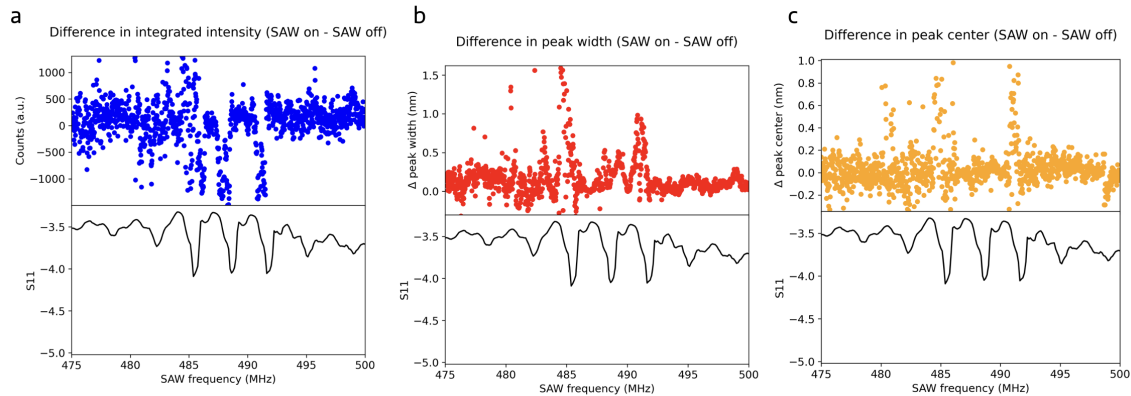 a
Difference in integrated intensity (SAW on - SAW off)
1000
500
0
−500
−1000
Counts (a.u.)
−3.5
−4.0
−4.5
−5.0
S11
475 480 485 490 495 500
SAW frequency (MHz)
b
Difference in peak width (SAW on - SAW off)
1.5
1.0
0.5
0.0
Δ peak width (nm)
−3.5
−4.0
−4.5
−5.0
S11
475 480 485 490 495 500
SAW frequency (MHz)
c
Difference in peak center (SAW on - SAW off)
1.0
0.8
0.6
0.4
0.2
0.0
−0.2
Δ peak center (nm)
−3.5
−4.0
−4.5
−5.0
S11
475 480 485 490 495 500
SAW frequency (MHz)